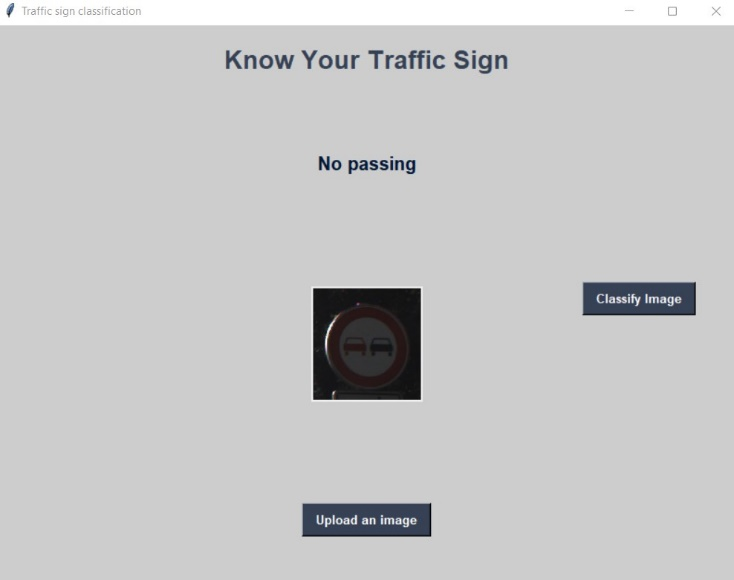 Traffic sign classification
Know Your Traffic Sign
No passing
Classify Image
Upload an image